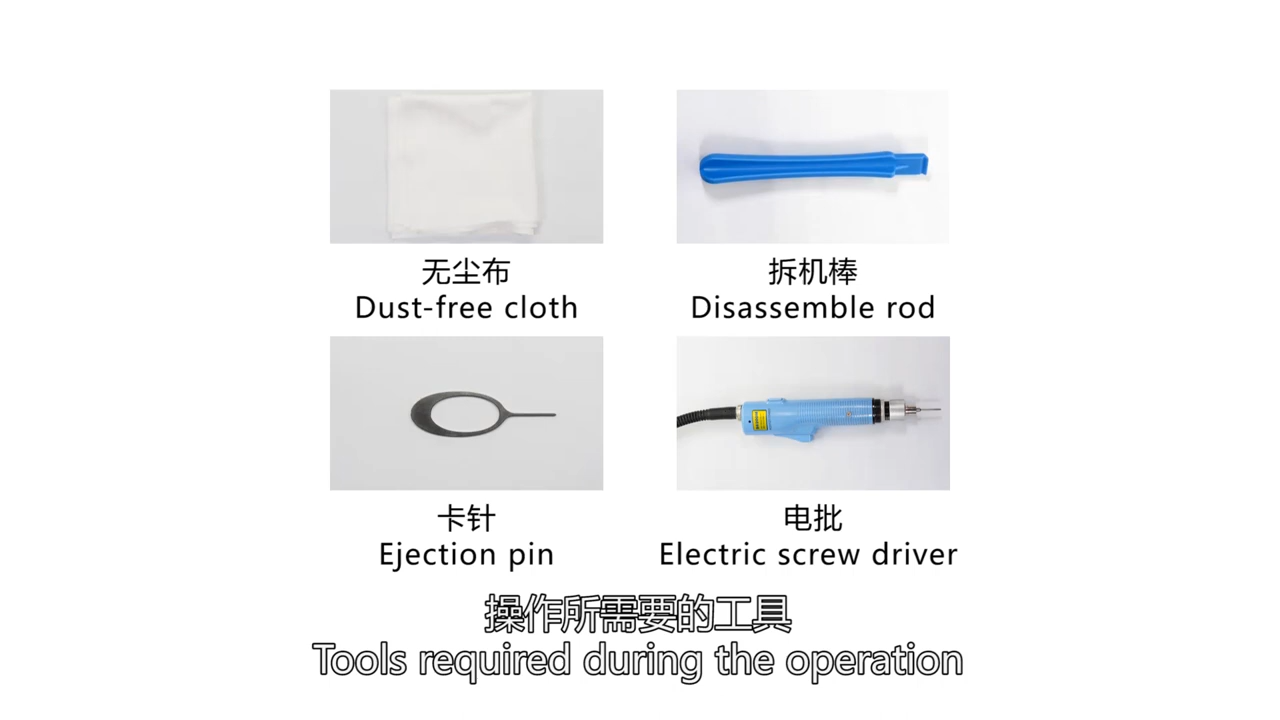 无尘布
Dust-free cloth
拆机棒
Disassemble rod
卡针
Ejection pin
电批
Electric screw driver
操作所需要的工具
Tools required during the operation